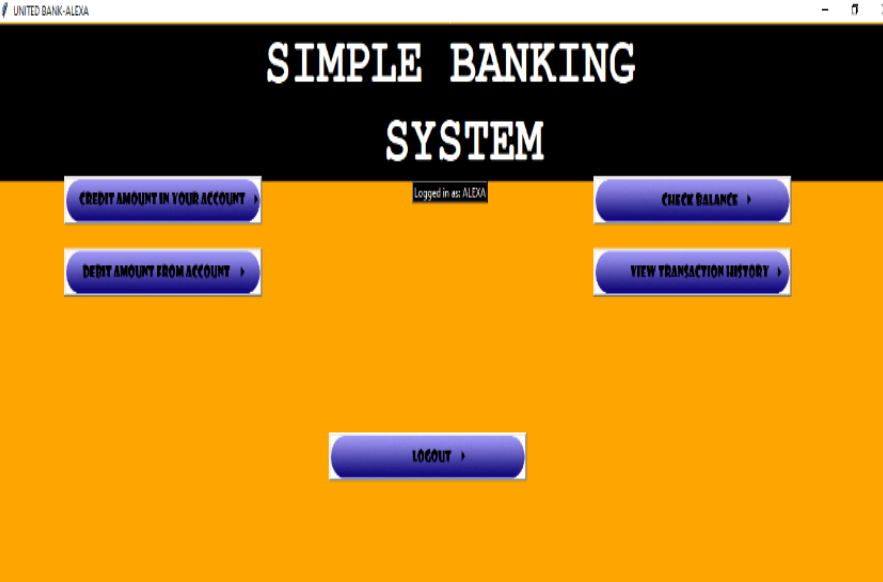 UNITED BANK-ALEXA
SIMPLE BANKING
SYSTEM
Logged in as: ALEXA
CREDIT AMOUNT IN YOUR ACCOUNT
CHECK BALANCE
DEBIT AMOUNT FROM ACCOUNT
VIEW TRANSACTION HISTORY
LOGOUT